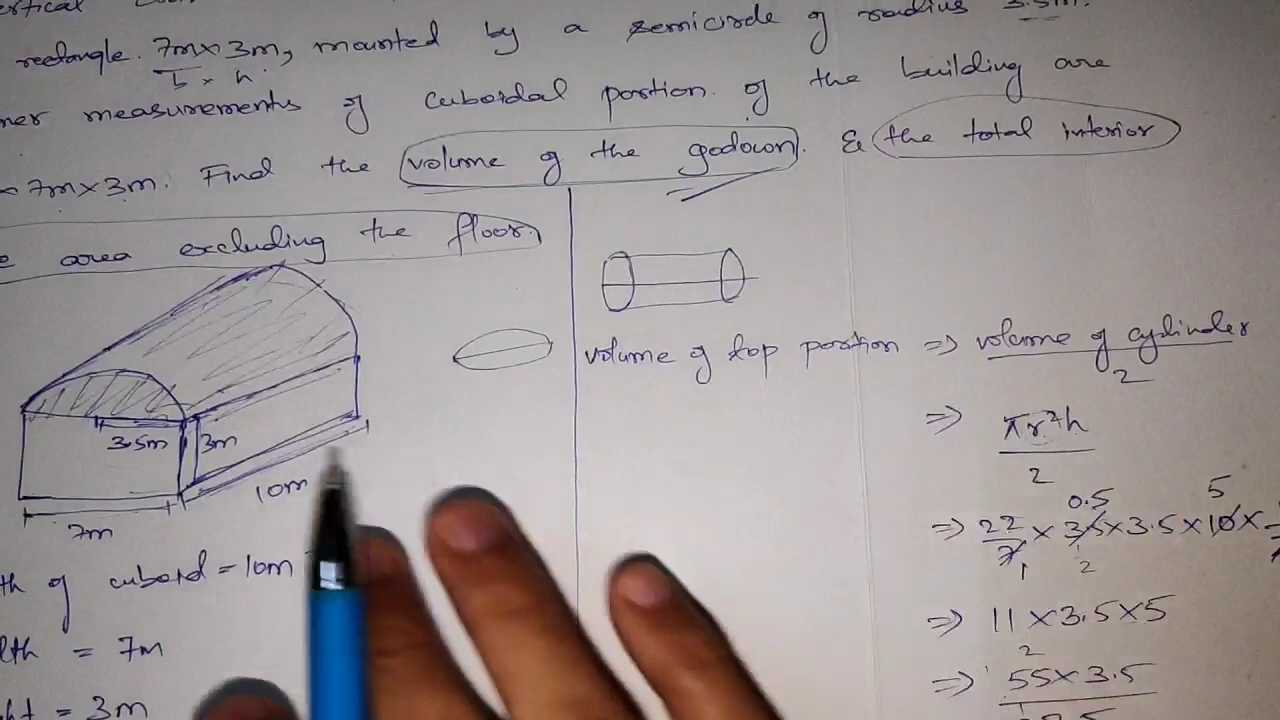 rectangle. 7m×3m, mounted by a semicircle of radius 3.5m.
b × h
measurements of cuboidal portion of the building are
7m×3m. Find the volume of the godown. & the total interior
area excluding the floor.
volume of top portion => volume of cylinder
2
3.5m
3m
=> πr²h
2
10m
7m
0.5
5
=> 22/7 × 3.5×3.5×10×
1
2
of cuboid = 10m
=> 11×3.5×5
= 7m
2
=> 55×3.5
= 3m